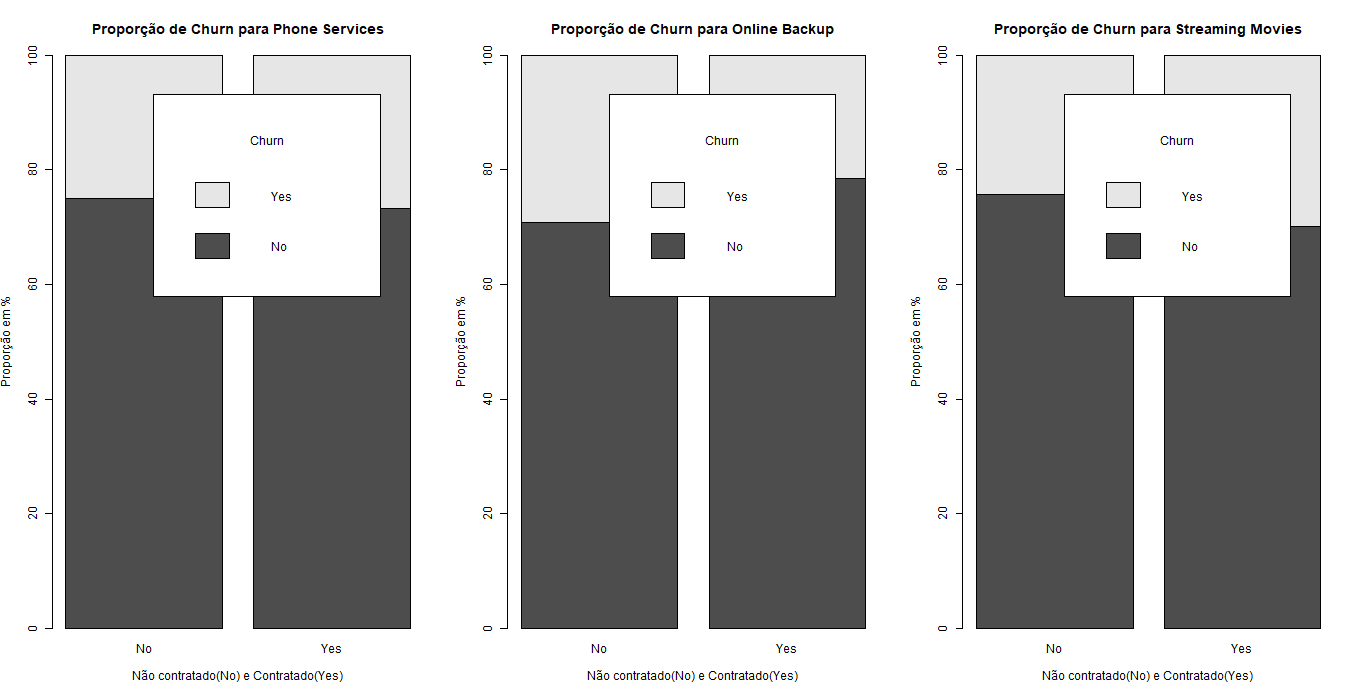 Proporção de Churn para Phone Services
100
80
60
40
20
0
Proporção em %
Churn
Yes
No
No
Yes
Não contratado(No) e Contratado(Yes)
Proporção de Churn para Online Backup
100
80
60
40
20
0
Proporção em %
Churn
Yes
No
No
Yes
Não contratado(No) e Contratado(Yes)
Proporção de Churn para Streaming Movies
100
80
60
40
20
0
Proporção em %
Churn
Yes
No
No
Yes
Não contratado(No) e Contratado(Yes)